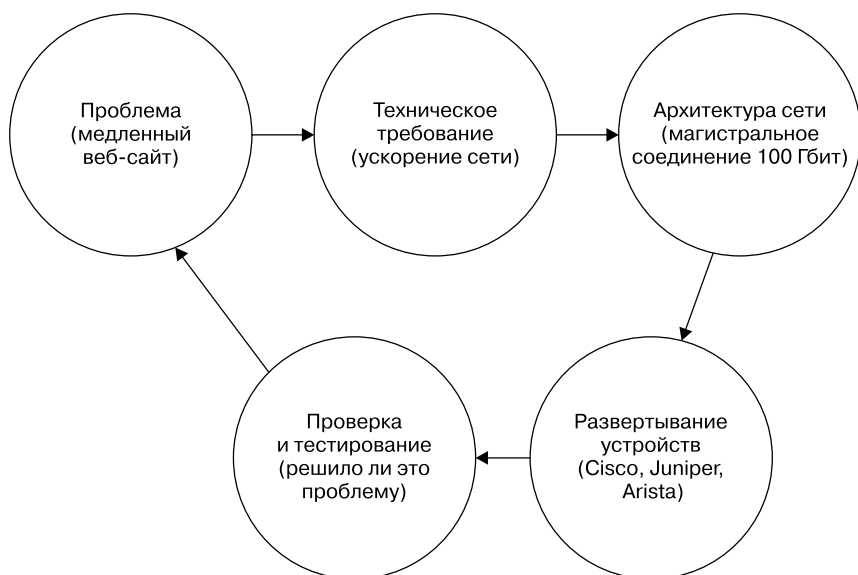 Проблема
(медленный
веб-сайт)
Техническое
требование
(ускорение сети)
Архитектура сети
(магистральное
соединение 100 Гбит)
Развертывание
устройств
(Cisco, Juniper,
Arista)
Проверка
и тестирование
(решило ли это
проблему)